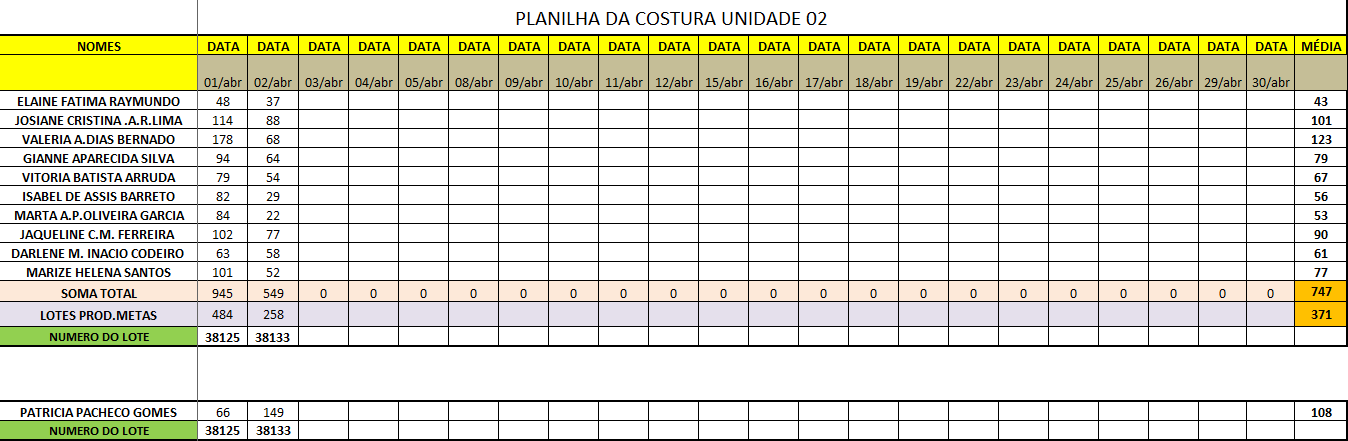 PLANILHA DA COSTURA UNIDADE 02
NOMES DATA DATA DATA DATA DATA DATA DATA DATA DATA DATA DATA DATA DATA DATA DATA DATA DATA DATA DATA DATA DATA DATA MÉDIA
01/abr 02/abr 03/abr 04/abr 05/abr 08/abr 09/abr 10/abr 11/abr 12/abr 15/abr 16/abr 17/abr 18/abr 19/abr 22/abr 23/abr 24/abr 25/abr 26/abr 29/abr 30/abr
ELAINE FATIMA RAYMUNDO 48 37 43
JOSIANE CRISTINA .A.R.LIMA 114 88 101
VALERIA A.DIAS BERNADO 178 68 123
GIANNE APARECIDA SILVA 94 64 79
VITORIA BATISTA ARRUDA 79 54 67
ISABEL DE ASSIS BARRETO 82 29 56
MARTA A.P.OLIVEIRA GARCIA 84 22 53
JAQUELINE C.M. FERREIRA 102 77 90
DARLENE M. INACIO CODEIRO 63 58 61
MARIZE HELENA SANTOS 101 52 77
SOMA TOTAL 945 549 0 0 0 0 0 0 0 0 0 0 0 0 0 0 0 0 0 0 0 0 747
LOTES PROD.METAS 484 258 371
NUMERO DO LOTE 38125 38133
PATRICIA PACHECO GOMES 66 149 108
NUMERO DO LOTE 38125 38133